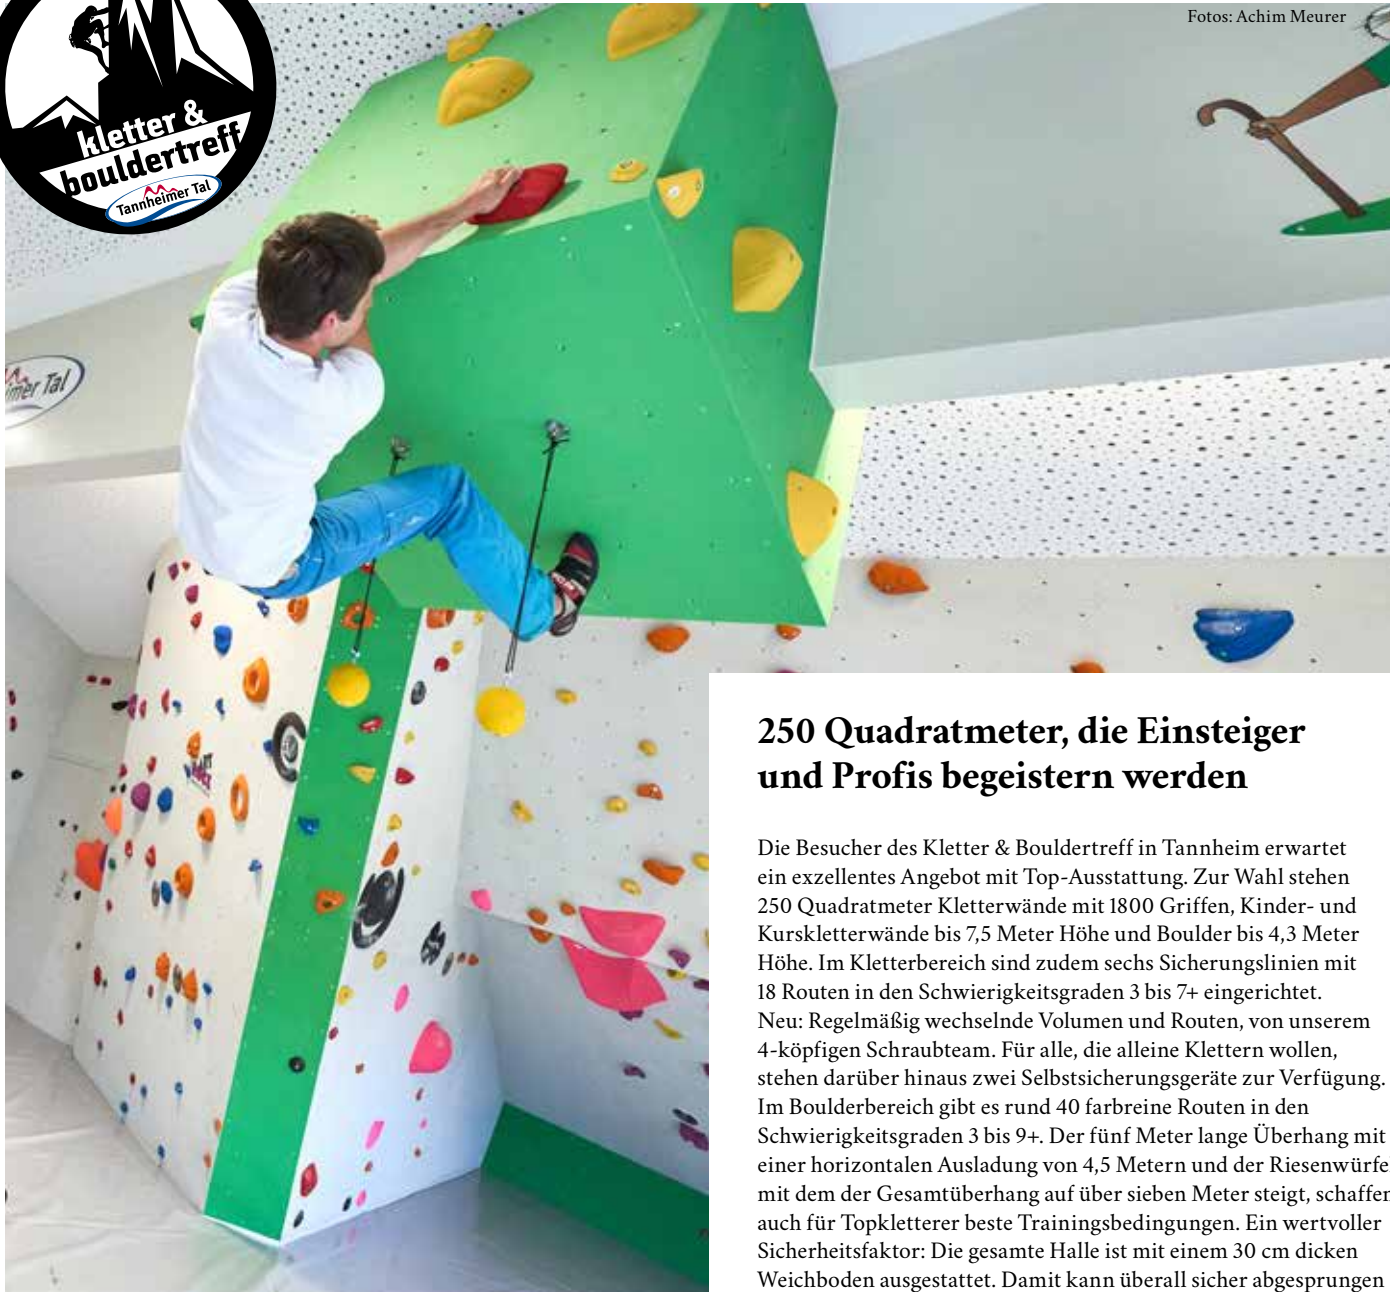 Fotos: Achim Meurer
kletter &
bouldertreff
Tannheimer Tal
imer Tal
250 Quadratmeter, die Einsteiger
und Profis begeistern werden
Die Besucher des Kletter & Bouldertreff in Tannheim erwartet
ein exzellentes Angebot mit Top-Ausstattung. Zur Wahl stehen
250 Quadratmeter Kletterwände mit 1800 Griffen, Kinder- und
Kurskletterwände bis 7,5 Meter Höhe und Boulder bis 4,3 Meter
Höhe. Im Kletterbereich sind zudem sechs Sicherungslinien mit
18 Routen in den Schwierigkeitsgraden 3 bis 7+ eingerichtet.
Neu: Regelmäßig wechselnde Volumen und Routen, von unserem
4-köpfigen Schraubteam. Für alle, die alleine Klettern wollen,
stehen darüber hinaus zwei Selbstsicherungsgeräte zur Verfügung.
Im Boulderbereich gibt es rund 40 farbreine Routen in den
Schwierigkeitsgraden 3 bis 9+. Der fünf Meter lange Überhang mit
einer horizontalen Ausladung von 4,5 Metern und der Riesenwürfe
mit dem der Gesamtüberhang auf über sieben Meter steigt, schaffen
auch für Topkletterer beste Trainingsbedingungen. Ein wertvoller
Sicherheitsfaktor: Die gesamte Halle ist mit einem 30 cm dicken
Weichboden ausgestattet. Damit kann überall sicher abgesprungen